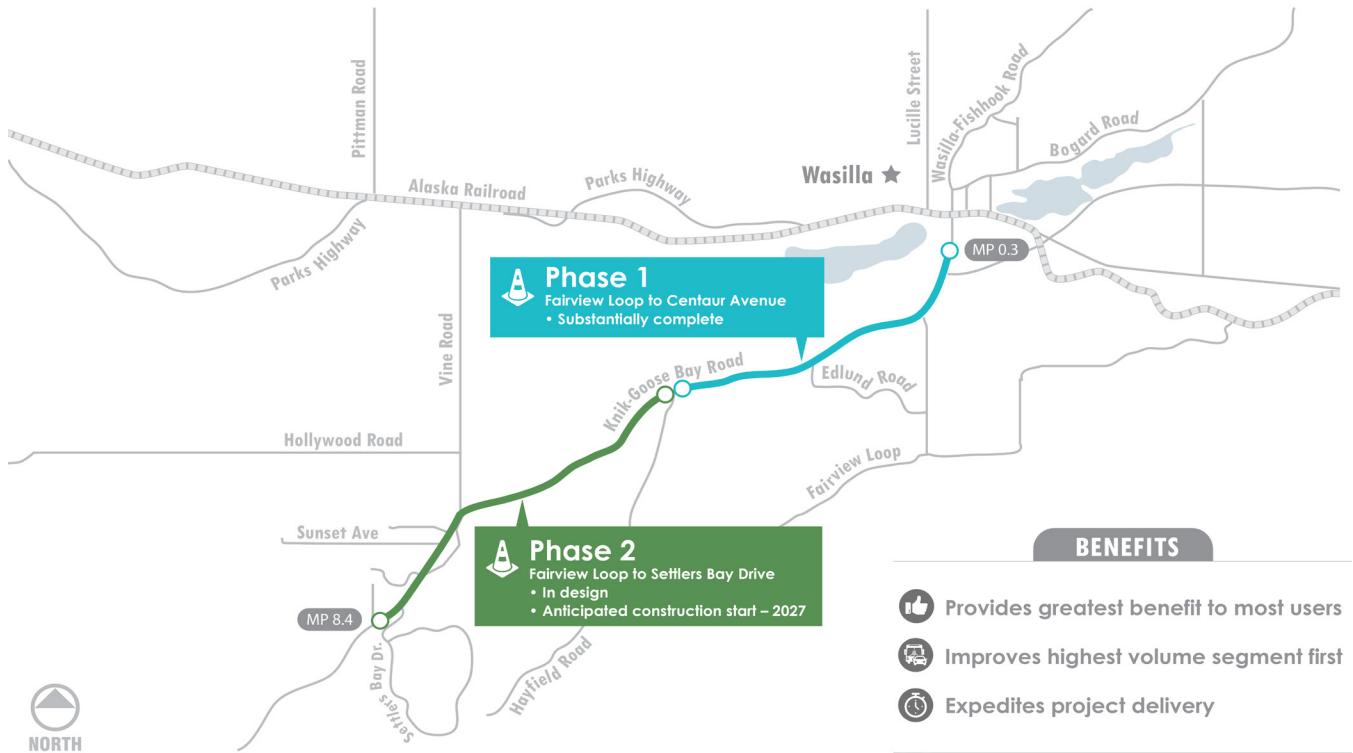 Pittman Road
Lucille Street
Wasilla-Fishhook Road
Bogard Road
Wasilla
Alaska Railroad
Parks Highway
Parks Highway
MP 0.3
Phase 1
Fairview Loop to Centaur Avenue
• Substantially complete
Vine Road
Knik-Goose Bay Road
Edlund Road
Hollywood Road
Fairview Loop
Sunset Ave
Phase 2
Fairview Loop to Settlers Bay Drive
• In design
• Anticipated construction start – 2027
MP 8.4
Settlers Bay Dr.
Hayfield Road
BENEFITS
Provides greatest benefit to most users
Improves highest volume segment first
Expedites project delivery
NORTH